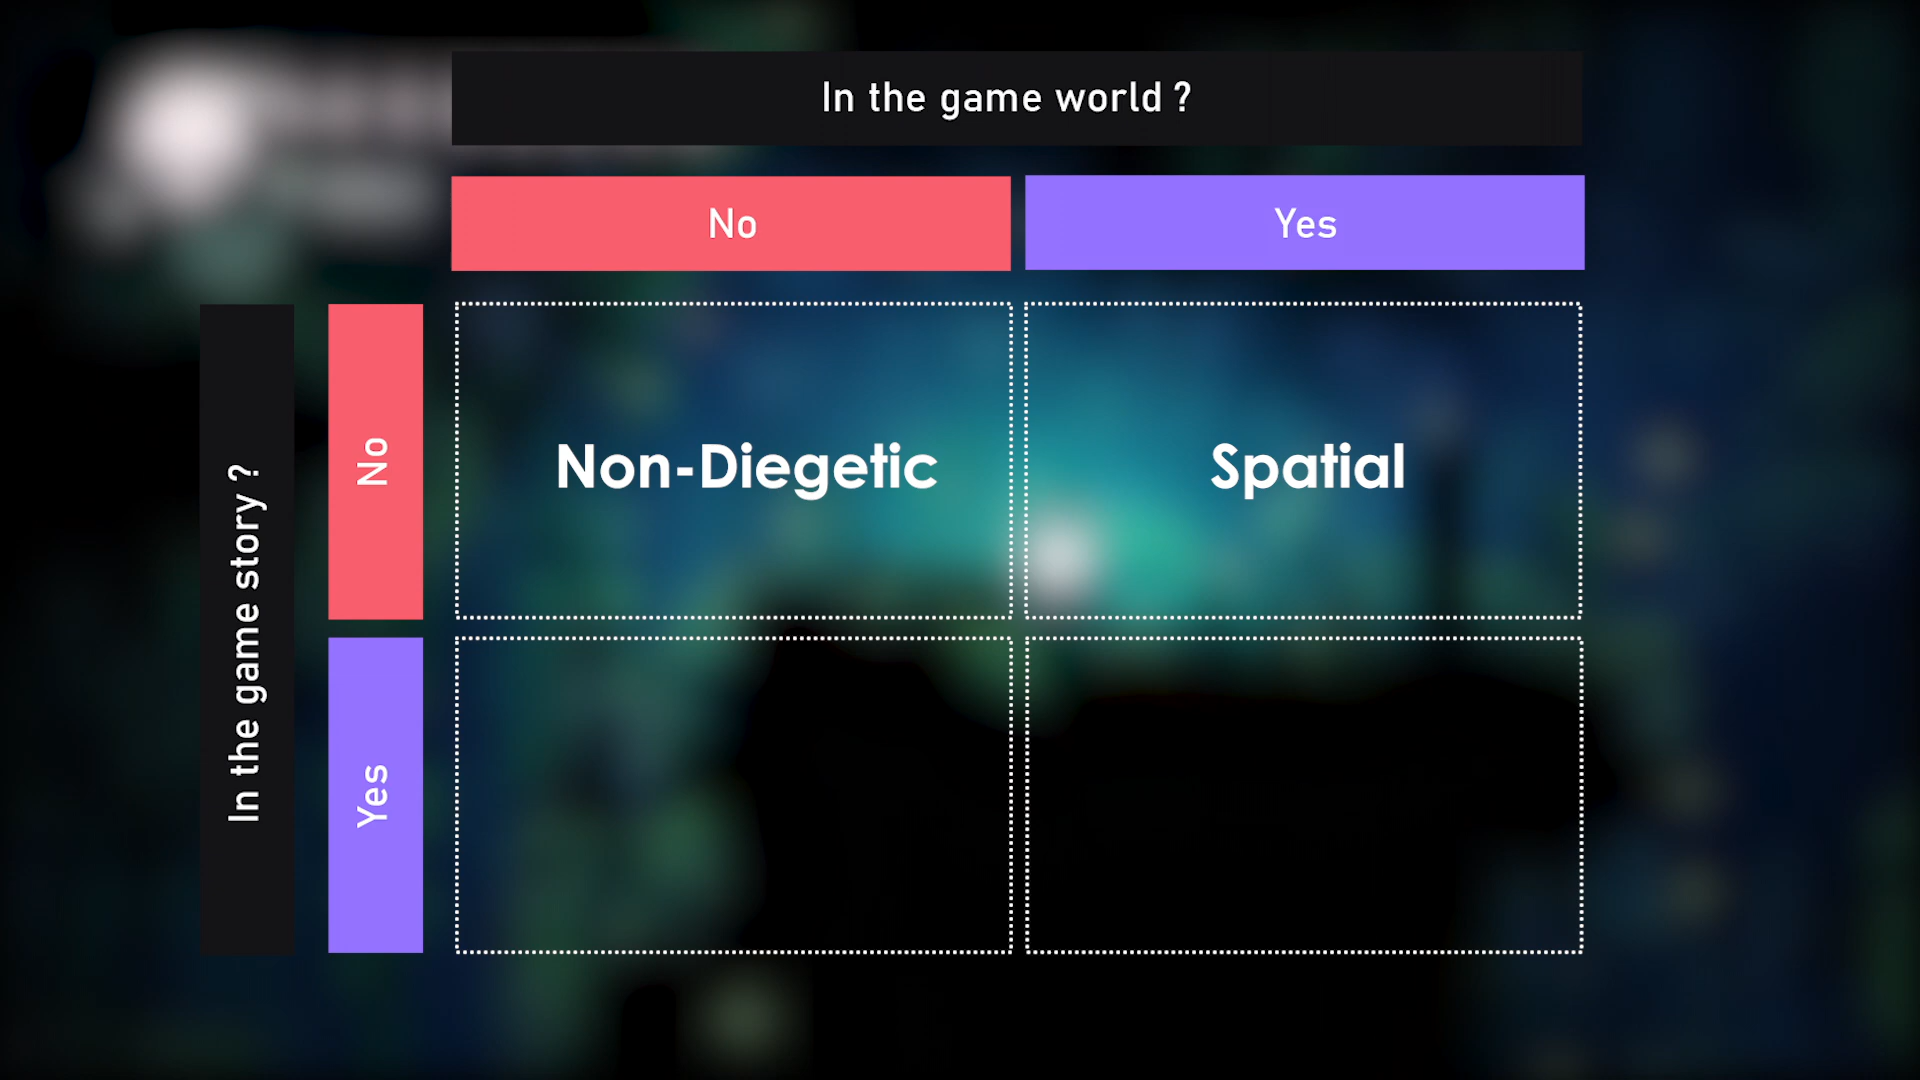 In the game world ?
No
Yes
In the game story ?
No
Non-Diegetic
Spatial
Yes